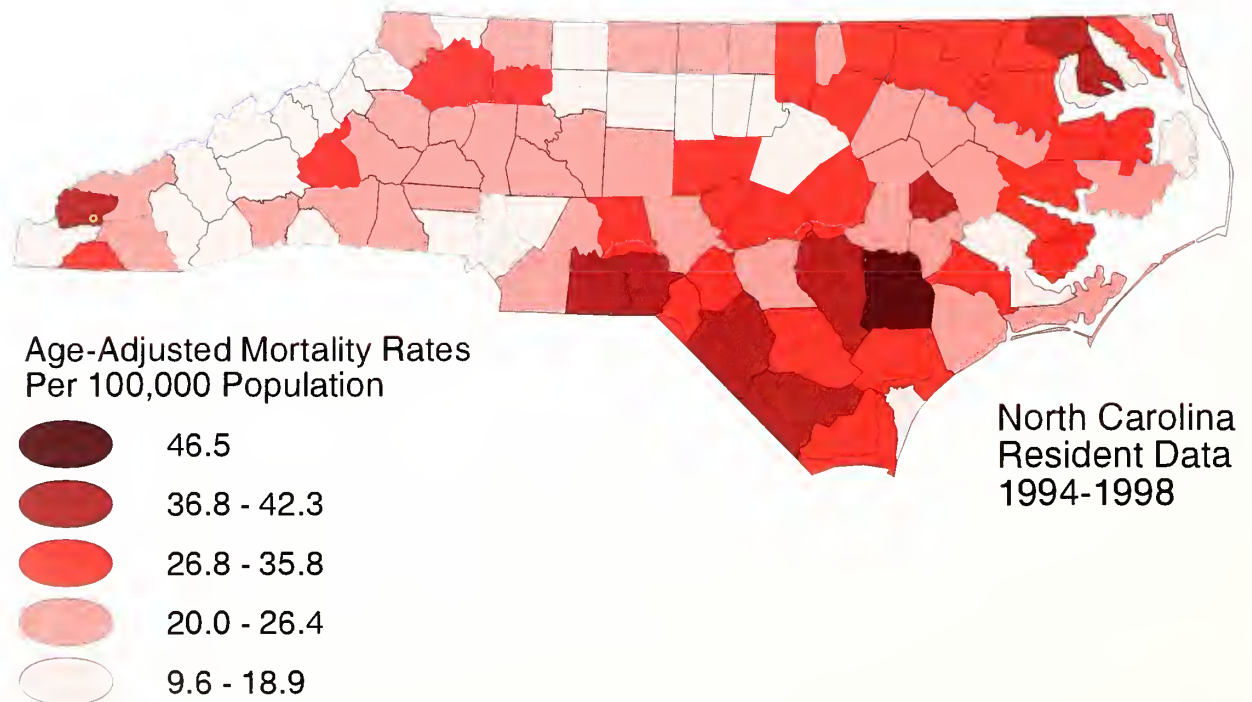 Age-Adjusted Mortality Rates
Per 100,000 Population
46.5
36.8 - 42.3
26.8 - 35.8
20.0 - 26.4
9.6 - 18.9
North Carolina
Resident Data
1994-1998